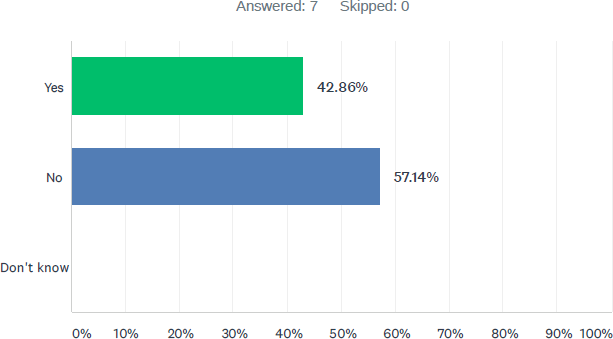 Answered: 7 Skipped: 0
Yes 42.86%
No 57.14%
Don't know
0% 10% 20% 30% 40% 50% 60% 70% 80% 90% 100%